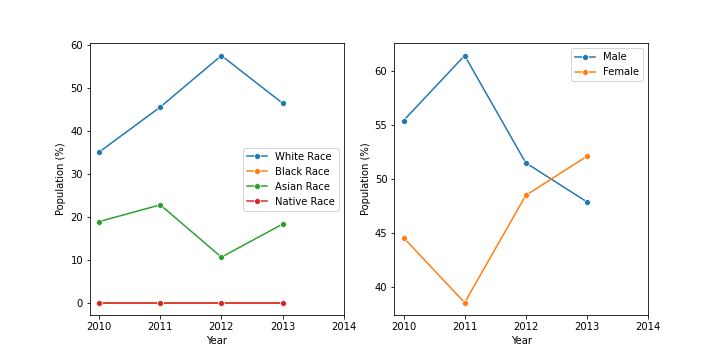 60
50
40
30
20
10
0
Population (%)
2010 2011 2012 2013 2014
Year
White Race
Black Race
Asian Race
Native Race
60
55
50
45
40
Population (%)
2010 2011 2012 2013 2014
Year
Male
Female